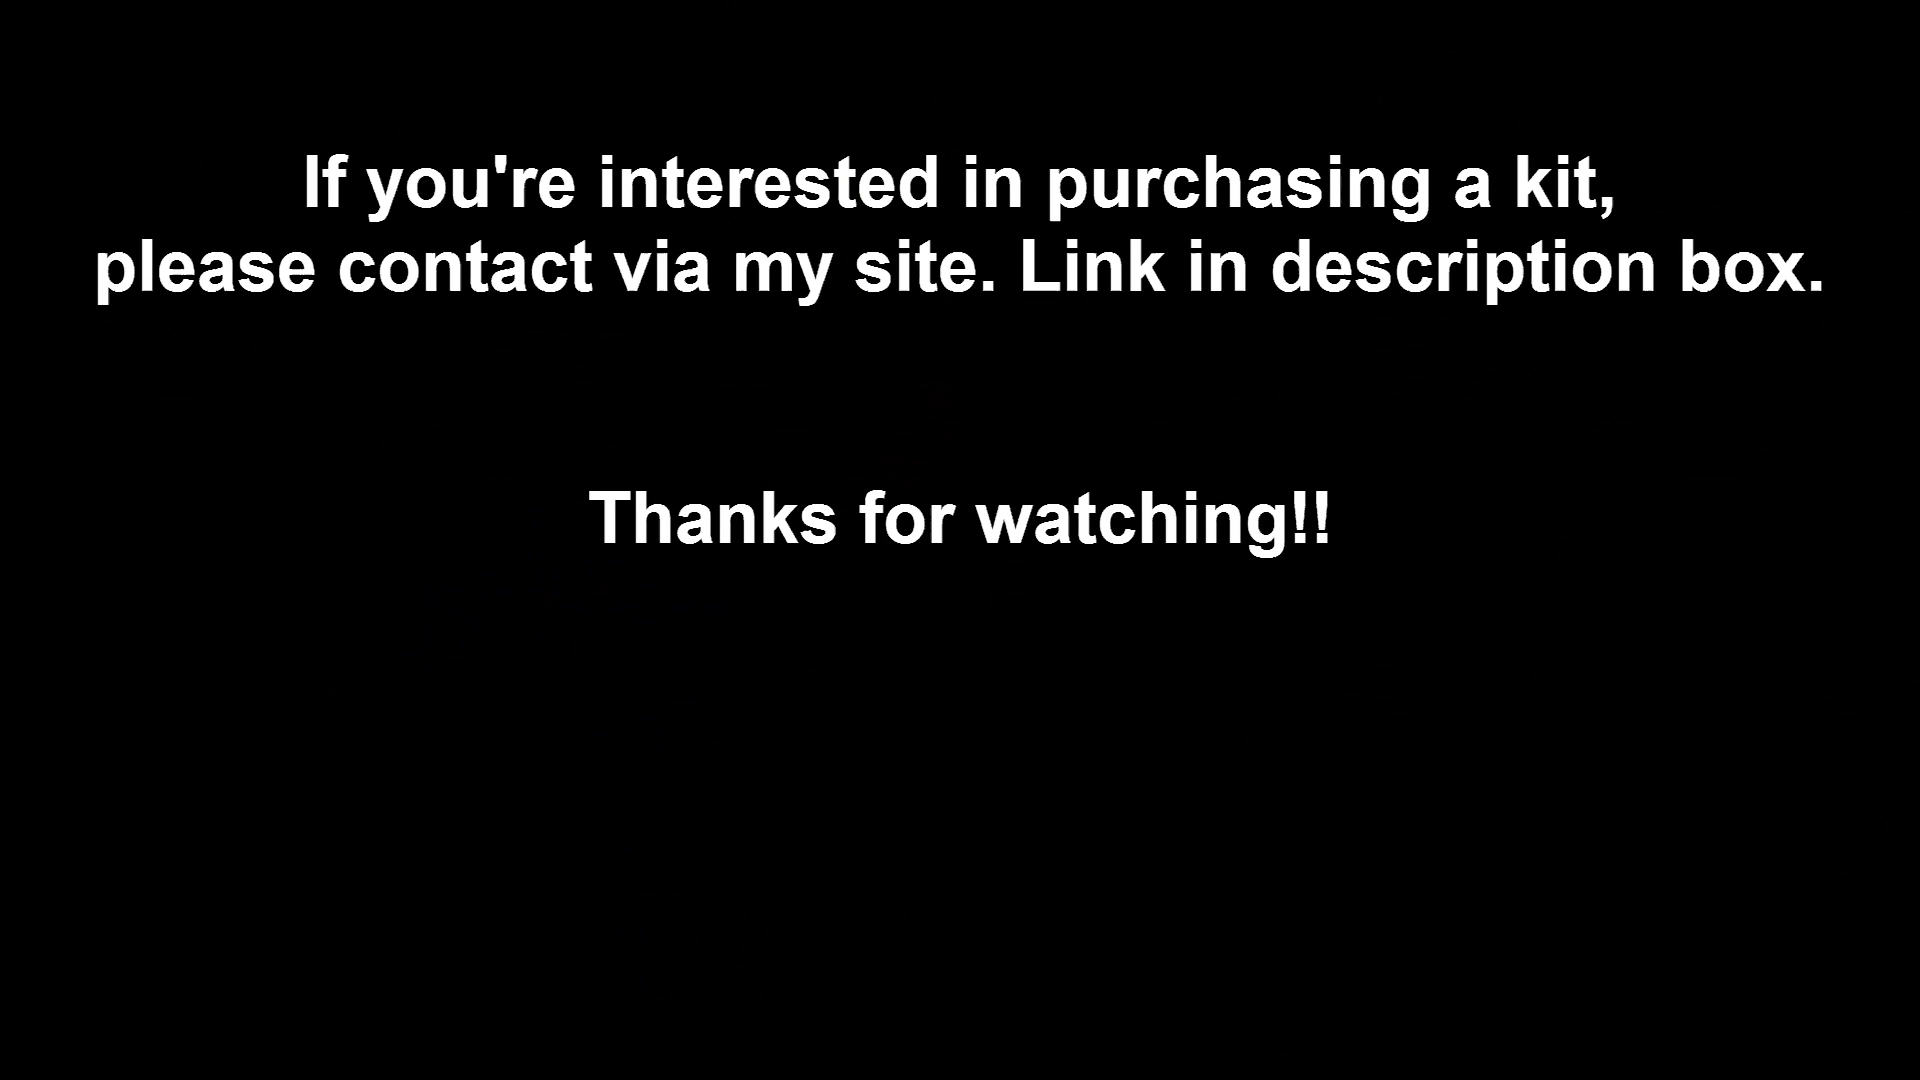 If you're interested in purchasing a kit,
please contact via my site. Link in description box.
Thanks for watching!!